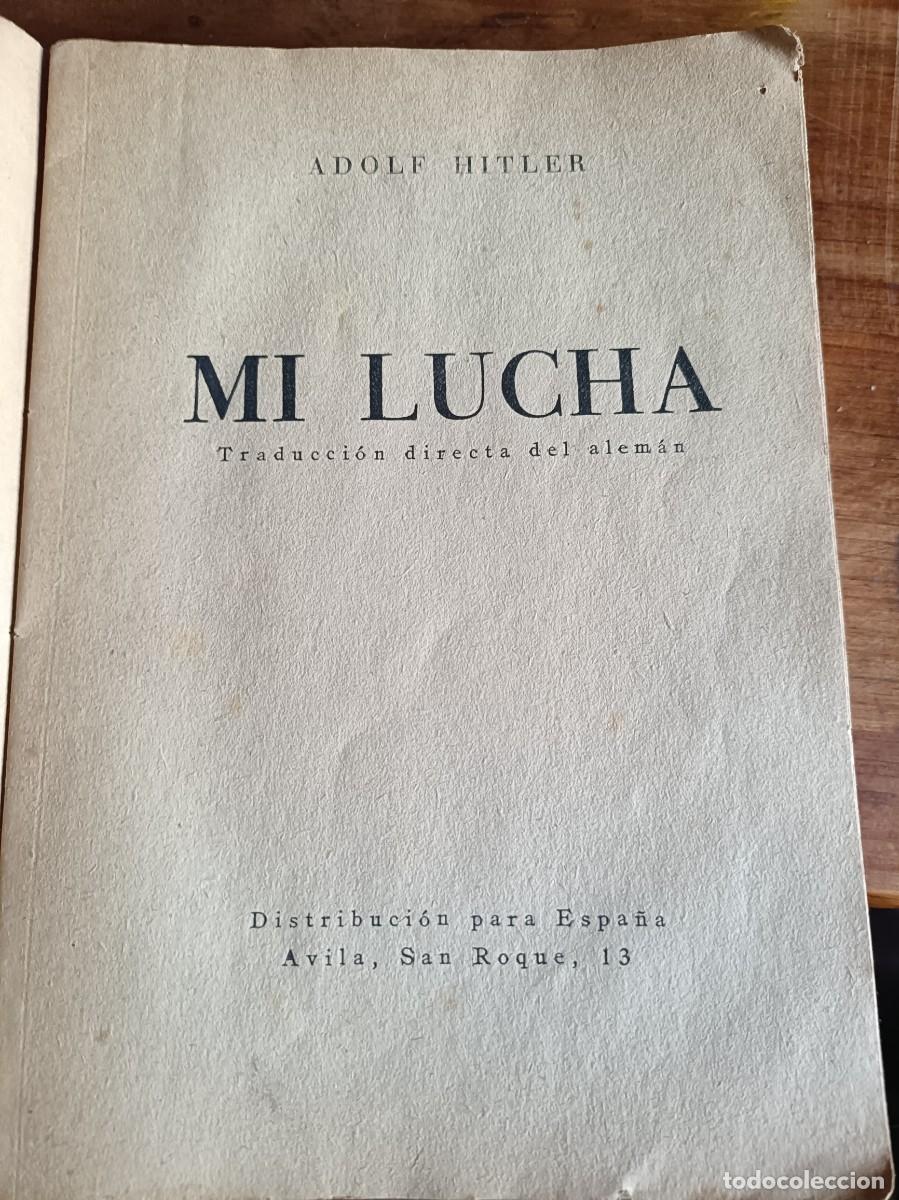 ADOLF HITLER
MI LUCHA
Traducción directa del alemán
Distribución para España
Avila, San Roque, 13
todocoleccion